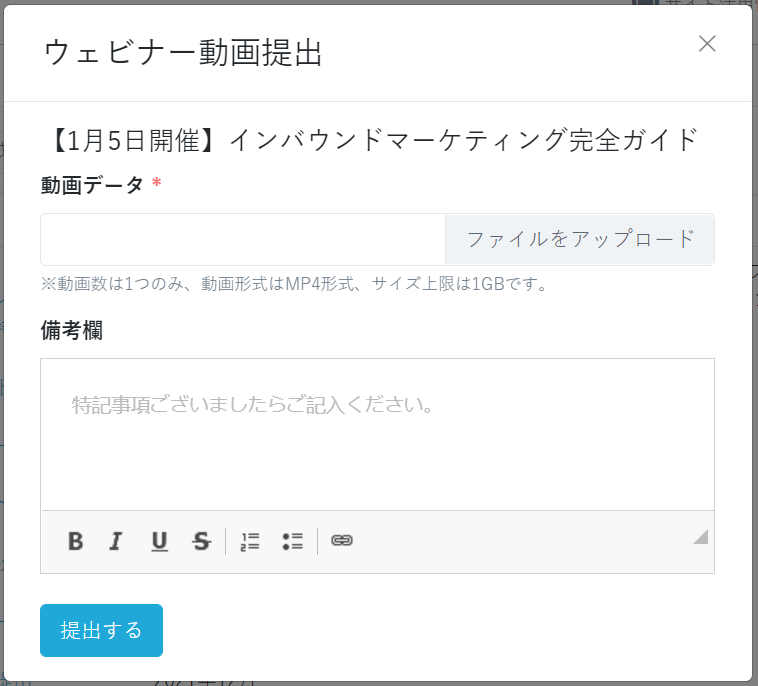 ウェビナー動画提出
【1月5日開催】インバウンドマーケティング完全ガイド
動画データ *
ファイルをアップロード
※動画数は1つのみ、動画形式はMP4形式、サイズ上限は1GBです。
備考欄
特記事項ございましたらご記入ください。
B I U S
提出する